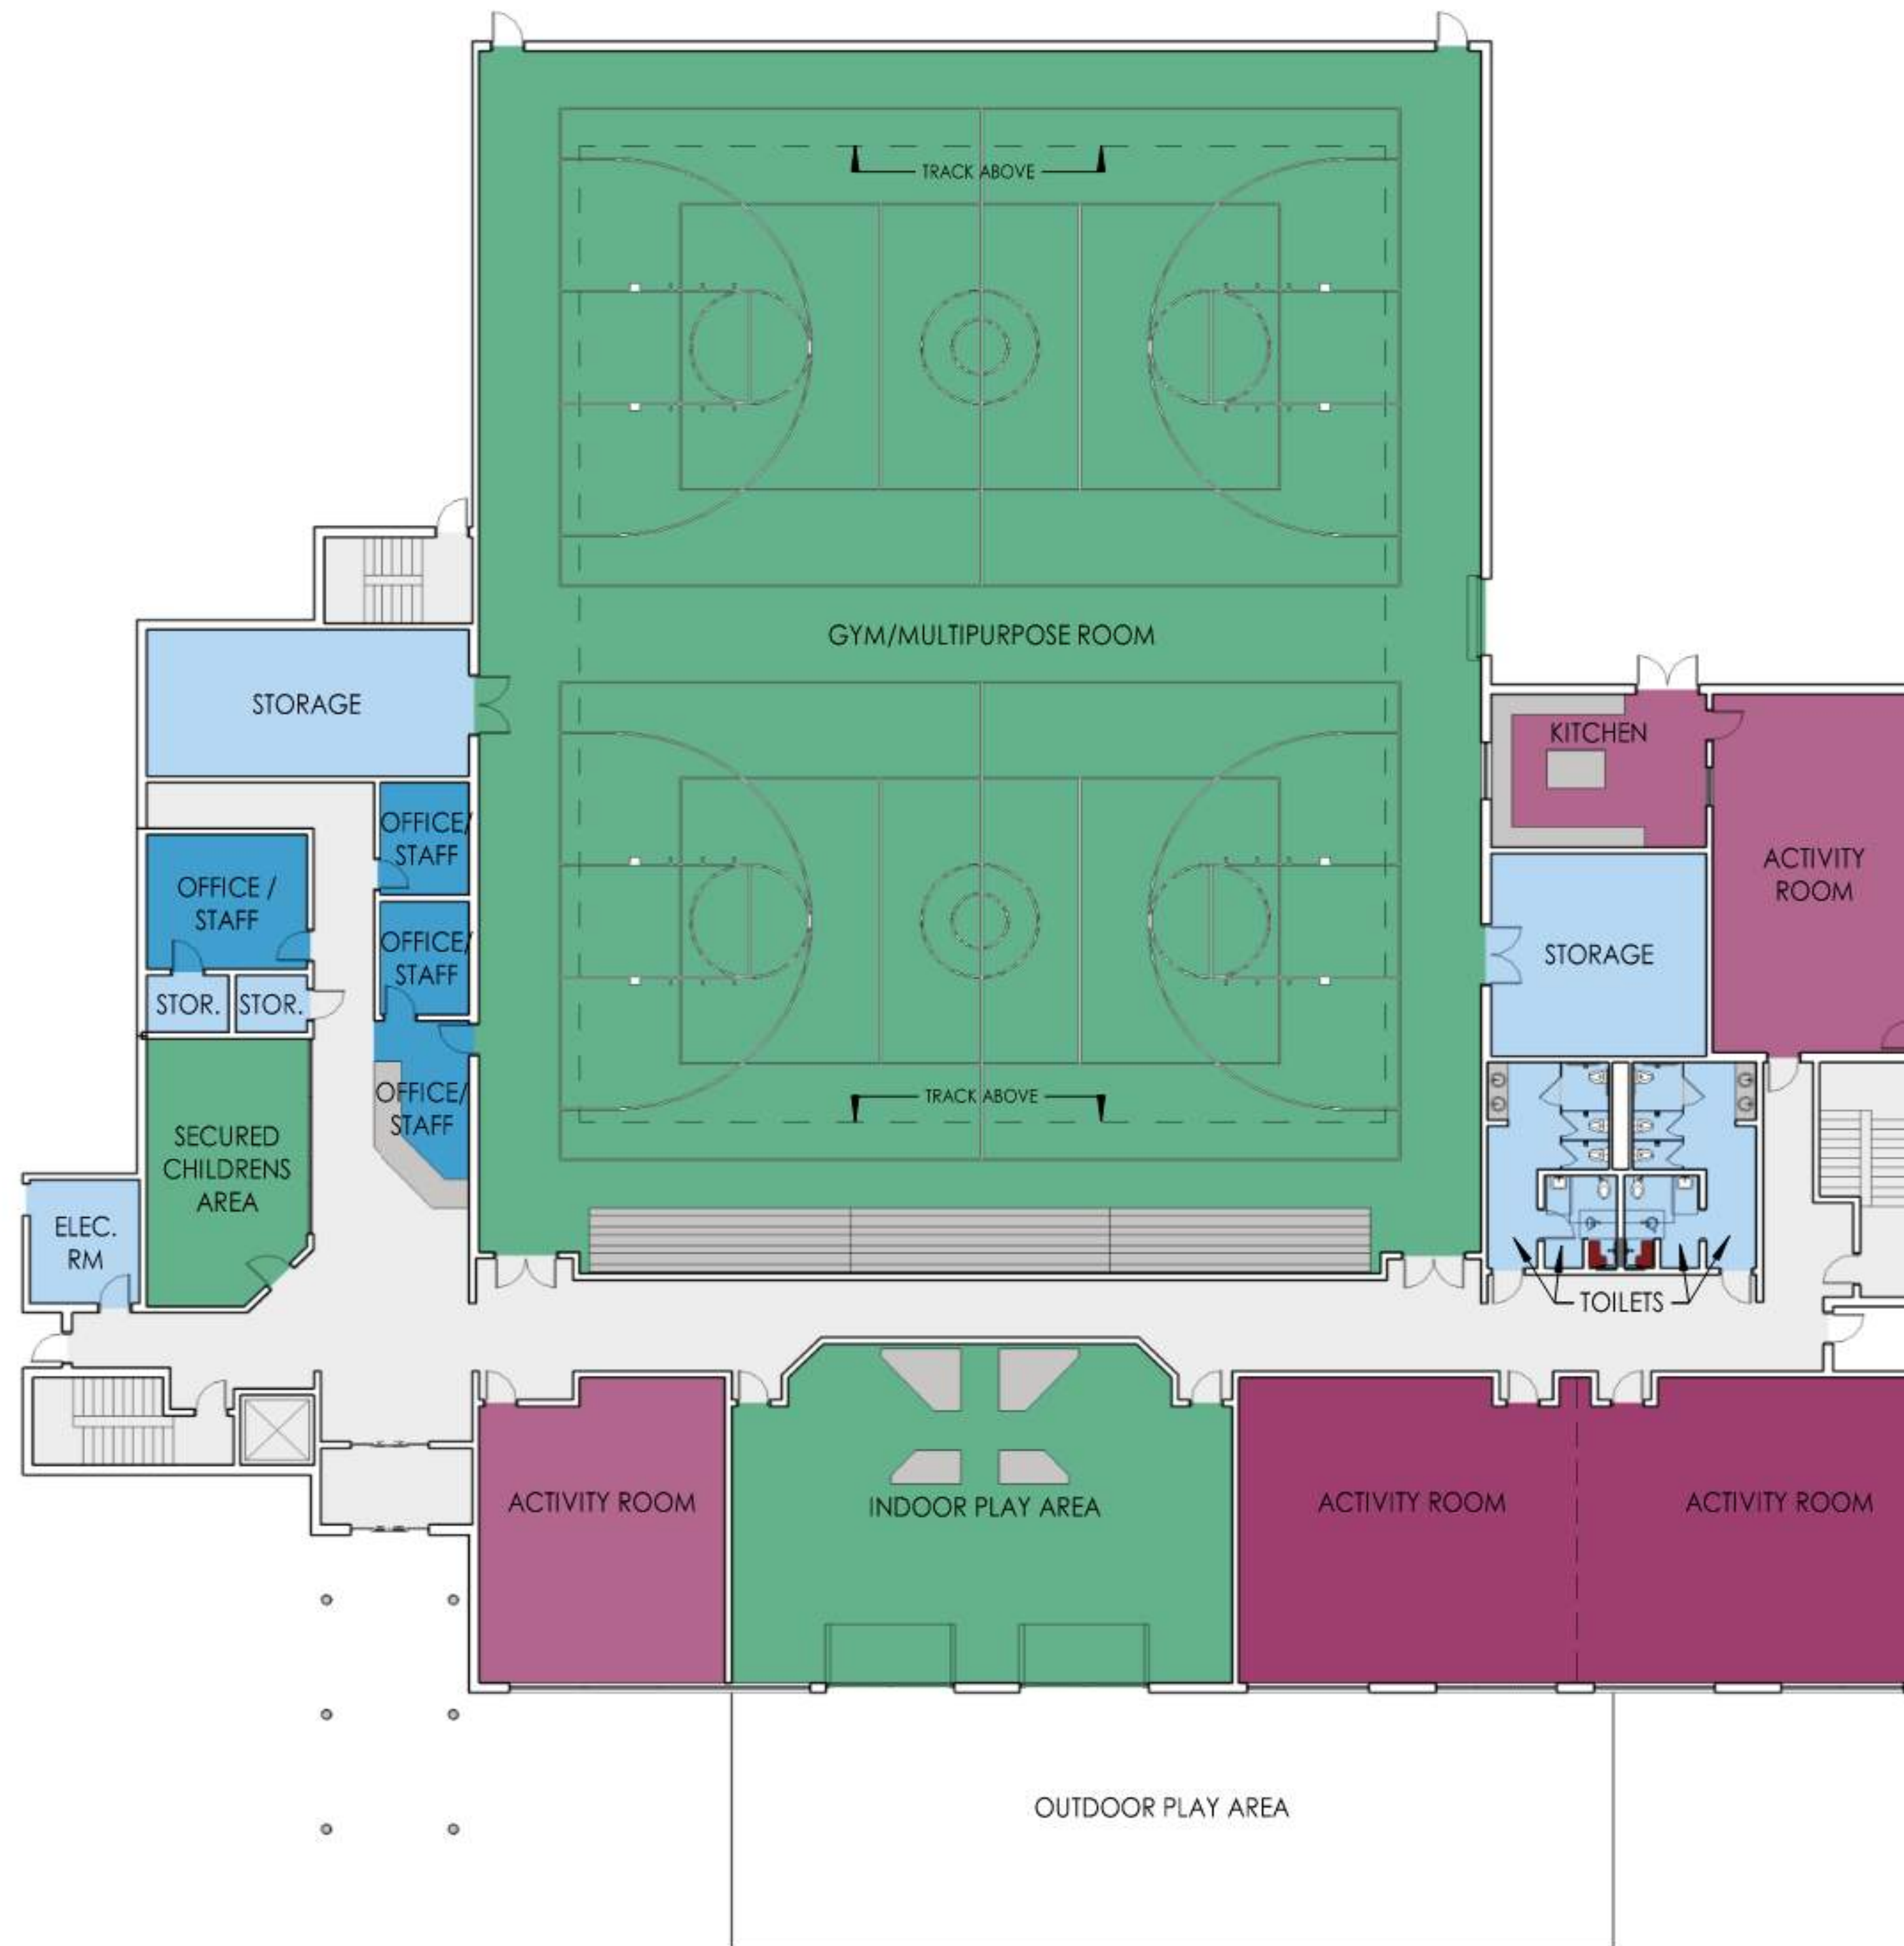 TRACK ABOVE
GYM/MULTIPURPOSE ROOM
STORAGE
KITCHEN
OFFICE/
STAFF
ACTIVITY
ROOM
OFFICE /
STAFF
OFFICE/
STAFF
STORAGE
STOR.
STOR.
OFFICE/
STAFF
TRACK ABOVE
SECURED
CHILDRENS
AREA
ELEC.
RM
TOILETS
ACTIVITY ROOM
INDOOR PLAY AREA
ACTIVITY ROOM
ACTIVITY ROOM
OUTDOOR PLAY AREA